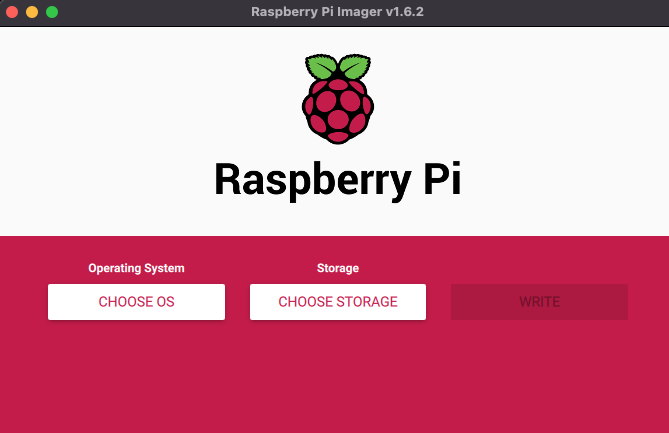 Raspberry Pi Imager v1.6.2
Raspberry Pi
Operating System
Storage
CHOOSE OS
CHOOSE STORAGE
WRITE